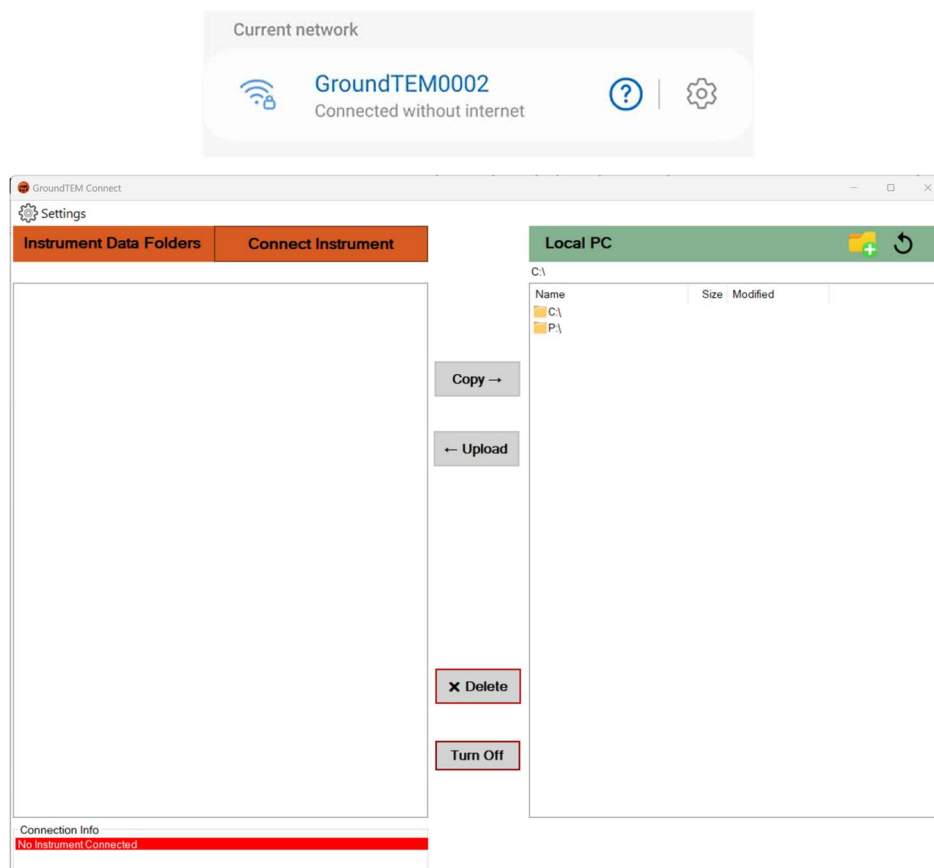 Current network
GroundTEM0002
Connected without internet
GroundTEM Connect
Settings
Instrument Data Folders
Connect Instrument
Local PC
C:\
Name Size Modified
C:\
P:\
Copy →
← Upload
✕ Delete
Turn Off
Connection Info
No Instrument Connected